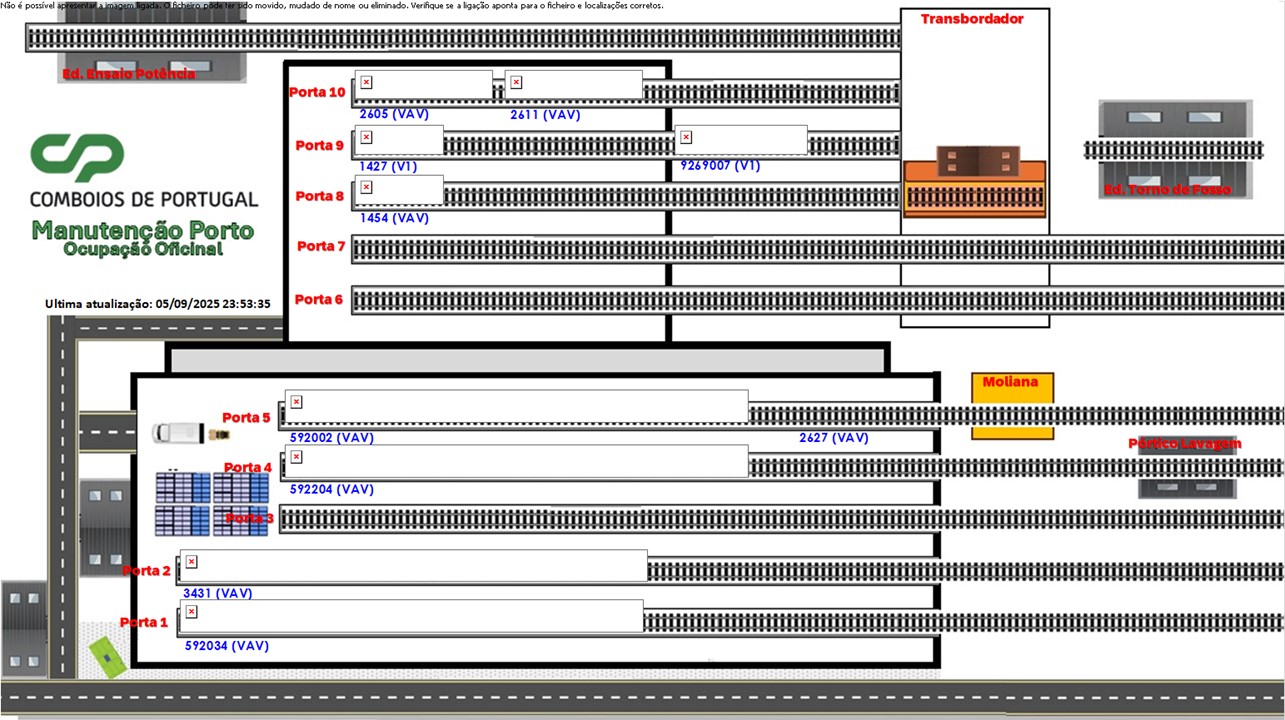 Não é possível apresentar a imagem ligada. O ficheiro pode ter sido movido, mudado de nome ou eliminado. Verifique se a ligação aponta para o ficheiro e localizações corretos.
Transbordador
Ed. Ensaio Potência
Porta 10
2605 (VAV)
2611 (VAV)
Porta 9
1427 (V1)
9269007 (V1)
CP
COMBOIOS DE PORTUGAL
Manutenção Porto
Ocupação Oficinal
Porta 8
1454 (VAV)
Ed. Torno de Fosso
Porta 7
Porta 6
Ultima atualização: 05/09/2025 23:53:35
Moliana
Porta 5
592002 (VAV)
2627 (VAV)
Pórtico Lavagem
Porta 4
592204 (VAV)
Porta 3
Porta 2
3431 (VAV)
Porta 1
592034 (VAV)